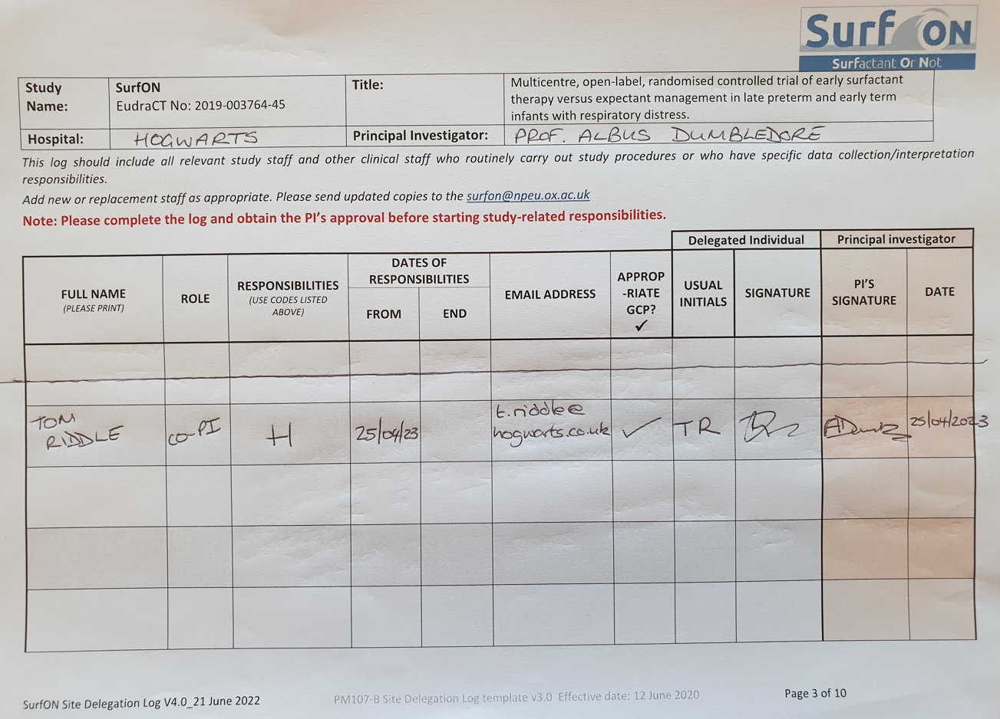 Surf ON
Surfactant Or Not
Study Name:
SurfON
EudraCT No: 2019-003764-45
Title:
Multicentre, open-label, randomised controlled trial of early surfactant
therapy versus expectant management in late preterm and early term
infants with respiratory distress.
Hospital:
HOGWARTS
Principal Investigator:
PROF. ALBUS DUMBLEDORE
This log should include all relevant study staff and other clinical staff who routinely carry out study procedures or who have specific data collection/interpretation
responsibilities.
Add new or replacement staff as appropriate. Please send updated copies to the surfon@npeu.ox.ac.uk
Note: Please complete the log and obtain the PI's approval before starting study-related responsibilities.
Delegated Individual
Principal investigator
FULL NAME
(PLEASE PRINT)
ROLE
RESPONSIBILITIES
(USE CODES LISTED
ABOVE)
DATES OF
RESPONSIBILITIES
FROM
END
EMAIL ADDRESS
APPROP
-RIATE
GCP?
✓
USUAL
INITIALS
SIGNATURE
PI'S
SIGNATURE
DATE
TOM
RIDDLE
CO-PI
H
25/04/23
t.riddle@
hogwarts.co.uk
✓
TR
25/04/2023
SurfON Site Delegation Log V4.0_21 June 2022
PM107-B Site Delegation Log template v3.0 Effective date: 12 June 2020
Page 3 of 10